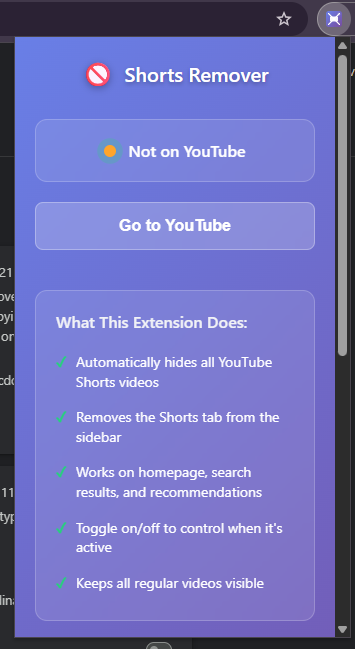 Shorts Remover
Not on YouTube
Go to YouTube
What This Extension Does:
✓ Automatically hides all YouTube
Shorts videos
✓ Removes the Shorts tab from the
sidebar
✓ Works on homepage, search
results, and recommendations
✓ Toggle on/off to control when it's
active
✓ Keeps all regular videos visible